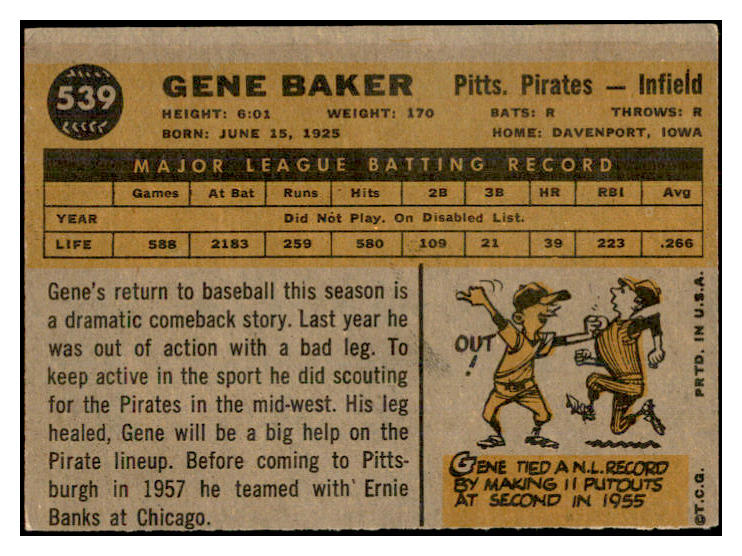 539
GENE BAKER Pitts. Pirates — Infield
HEIGHT: 6:01 WEIGHT: 170 BATS: R THROWS: R
BORN: JUNE 15, 1925 HOME: DAVENPORT, IOWA
MAJOR LEAGUE BATTING RECORD
Games At Bat Runs Hits 2B 3B HR RBI Avg
YEAR Did Not Play. On Disabled List.
LIFE 588 2183 259 580 109 21 39 223 .266
Gene's return to baseball this season is
a dramatic comeback story. Last year he
was out of action with a bad leg. To
keep active in the sport he did scouting
for the Pirates in the mid-west. His leg
healed, Gene will be a big help on the
Pirate lineup. Before coming to Pitts-
burgh in 1957 he teamed with Ernie
Banks at Chicago.
OUT!
GENE TIED A N.L. RECORD
BY MAKING 11 PUTOUTS
AT SECOND IN 1955
©T.C.G. PRTD. IN U.S.A.